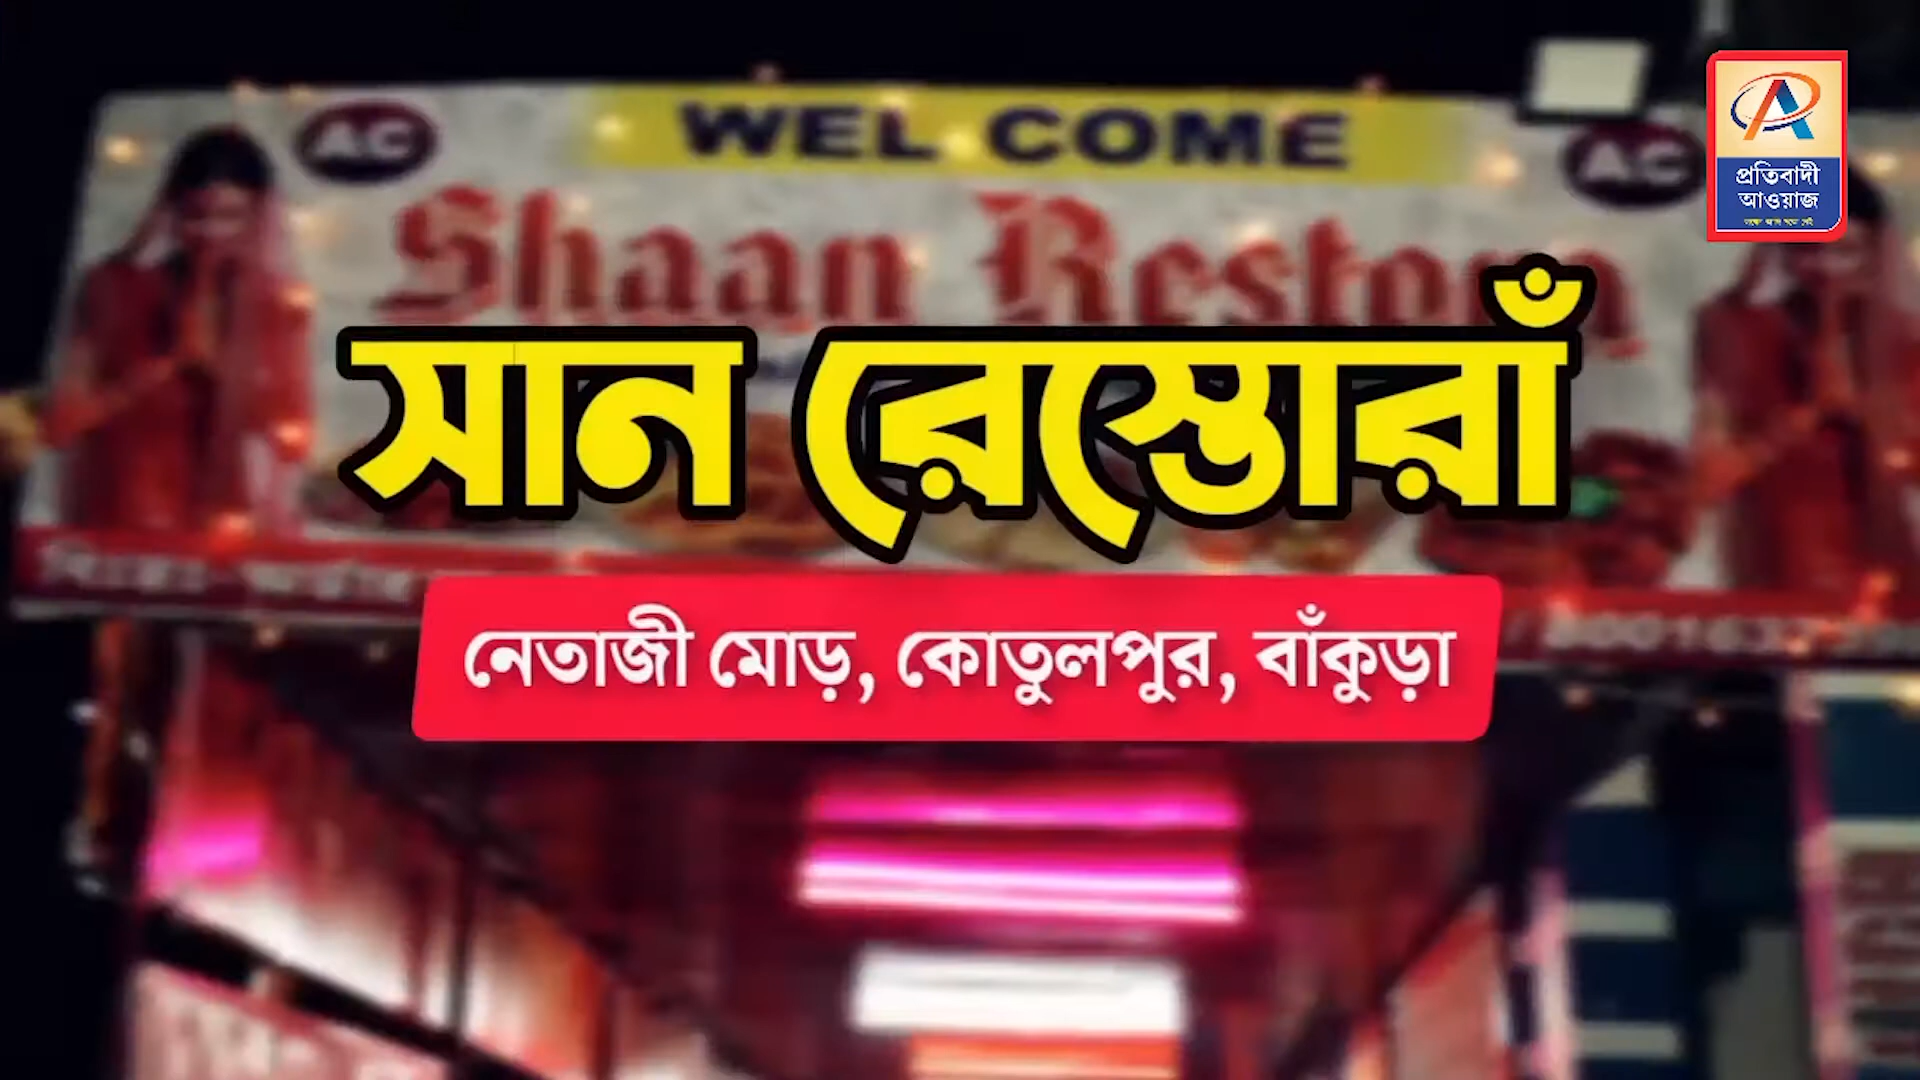 WEL COME
AC
AC
প্রতিবাদী
আওয়াজ
Shaan Restora
সান রেস্তোরাঁ
নেতাজী মোড়, কোতুলপুর, বাঁকুড়া